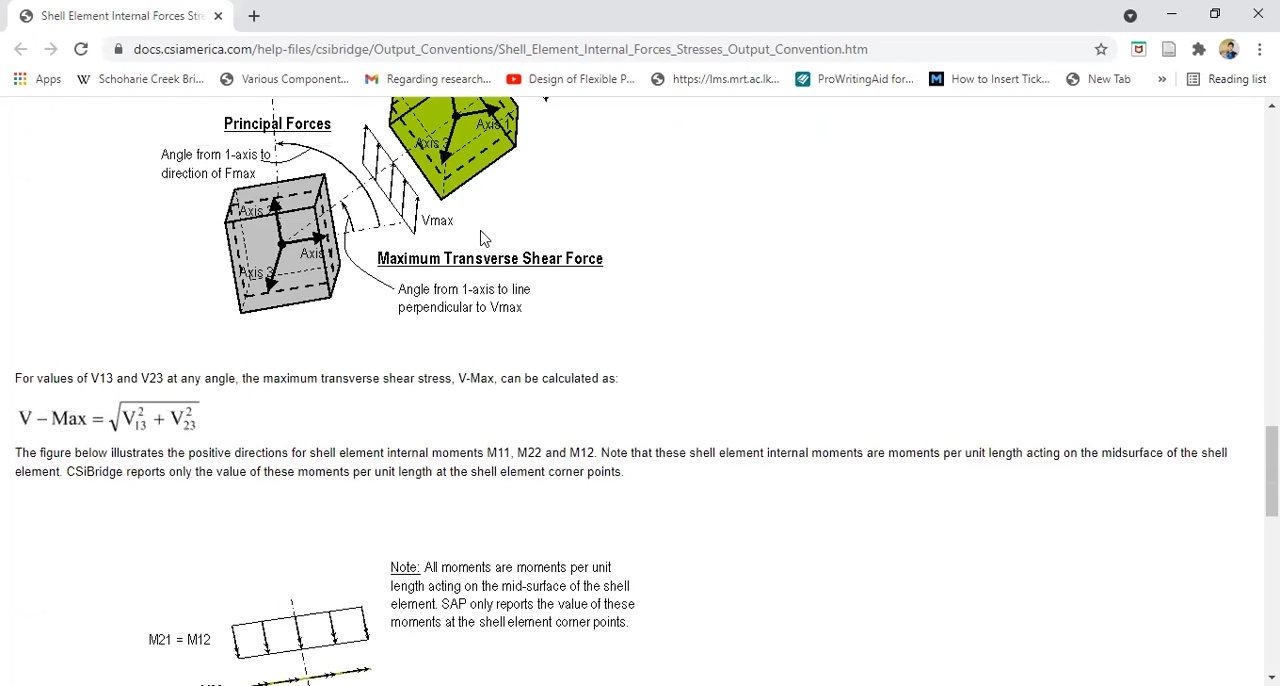 Shell Element Internal Forces Stre
docs.csiamerica.com/help-files/csibridge/Output_Conventions/Shell_Element_Internal_Forces_Stresses_Output_Convention.htm
Apps Schoharie Creek Bri... Various Component... Regarding research... Design of Flexible P... https://lms.mrt.ac.lk... ProWritingAid for... How to Insert Tick... New Tab » Reading list
Axis 1
Axis 3
Principal Forces
Angle from 1-axis to
direction of Fmax
Axis
Vmax
Axis
Axis 3
Maximum Transverse Shear Force
Angle from 1-axis to line
perpendicular to Vmax
For values of V13 and V23 at any angle, the maximum transverse shear stress, V-Max, can be calculated as:
V – Max = √V₁₃² + V₂₃²
The figure below illustrates the positive directions for shell element internal moments M11, M22 and M12. Note that these shell element internal moments are moments per unit length acting on the midsurface of the shell
element. CSiBridge reports only the value of these moments per unit length at the shell element corner points.
Note: All moments are moments per unit
length acting on the mid-surface of the shell
element. SAP only reports the value of these
moments at the shell element corner points.
M21 = M12